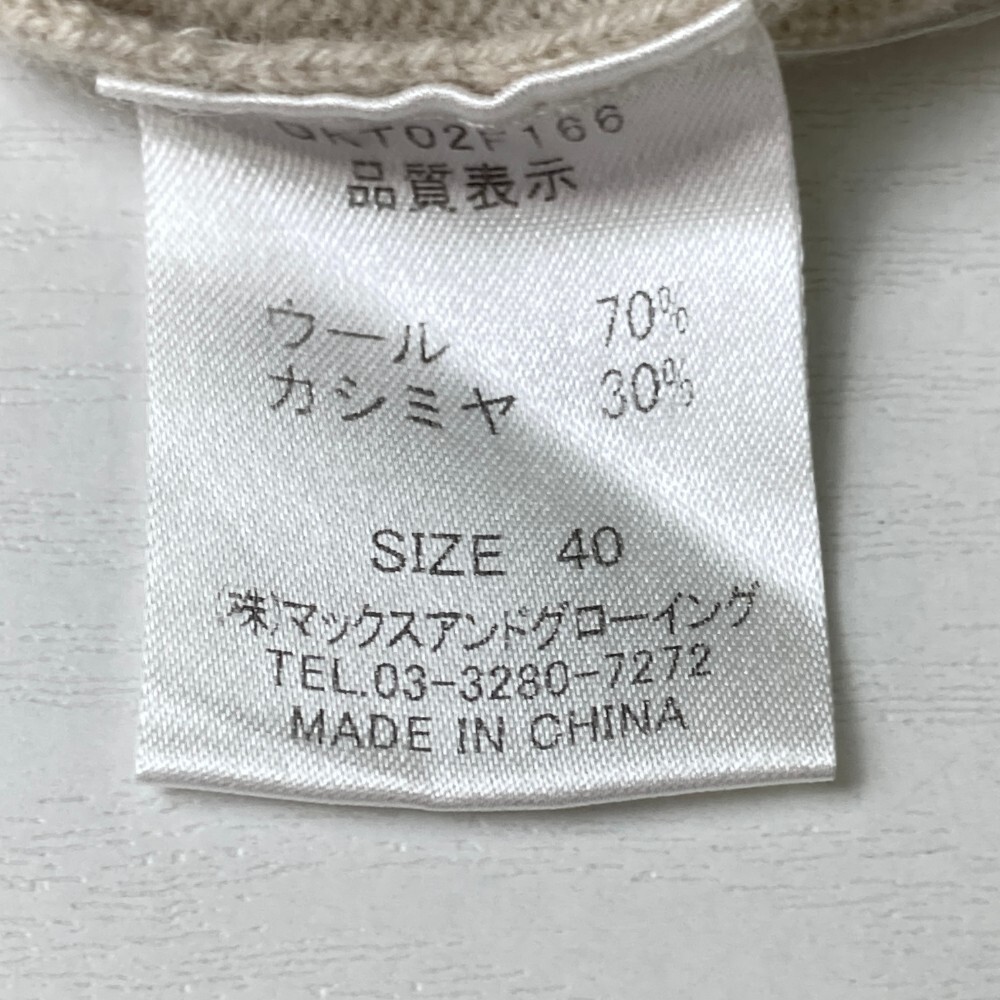 品質表示
ウール 70%
カシミヤ 30%
SIZE 40
(株)マックスアンドグローイング
TEL.03-3280-7272
MADE IN CHINA